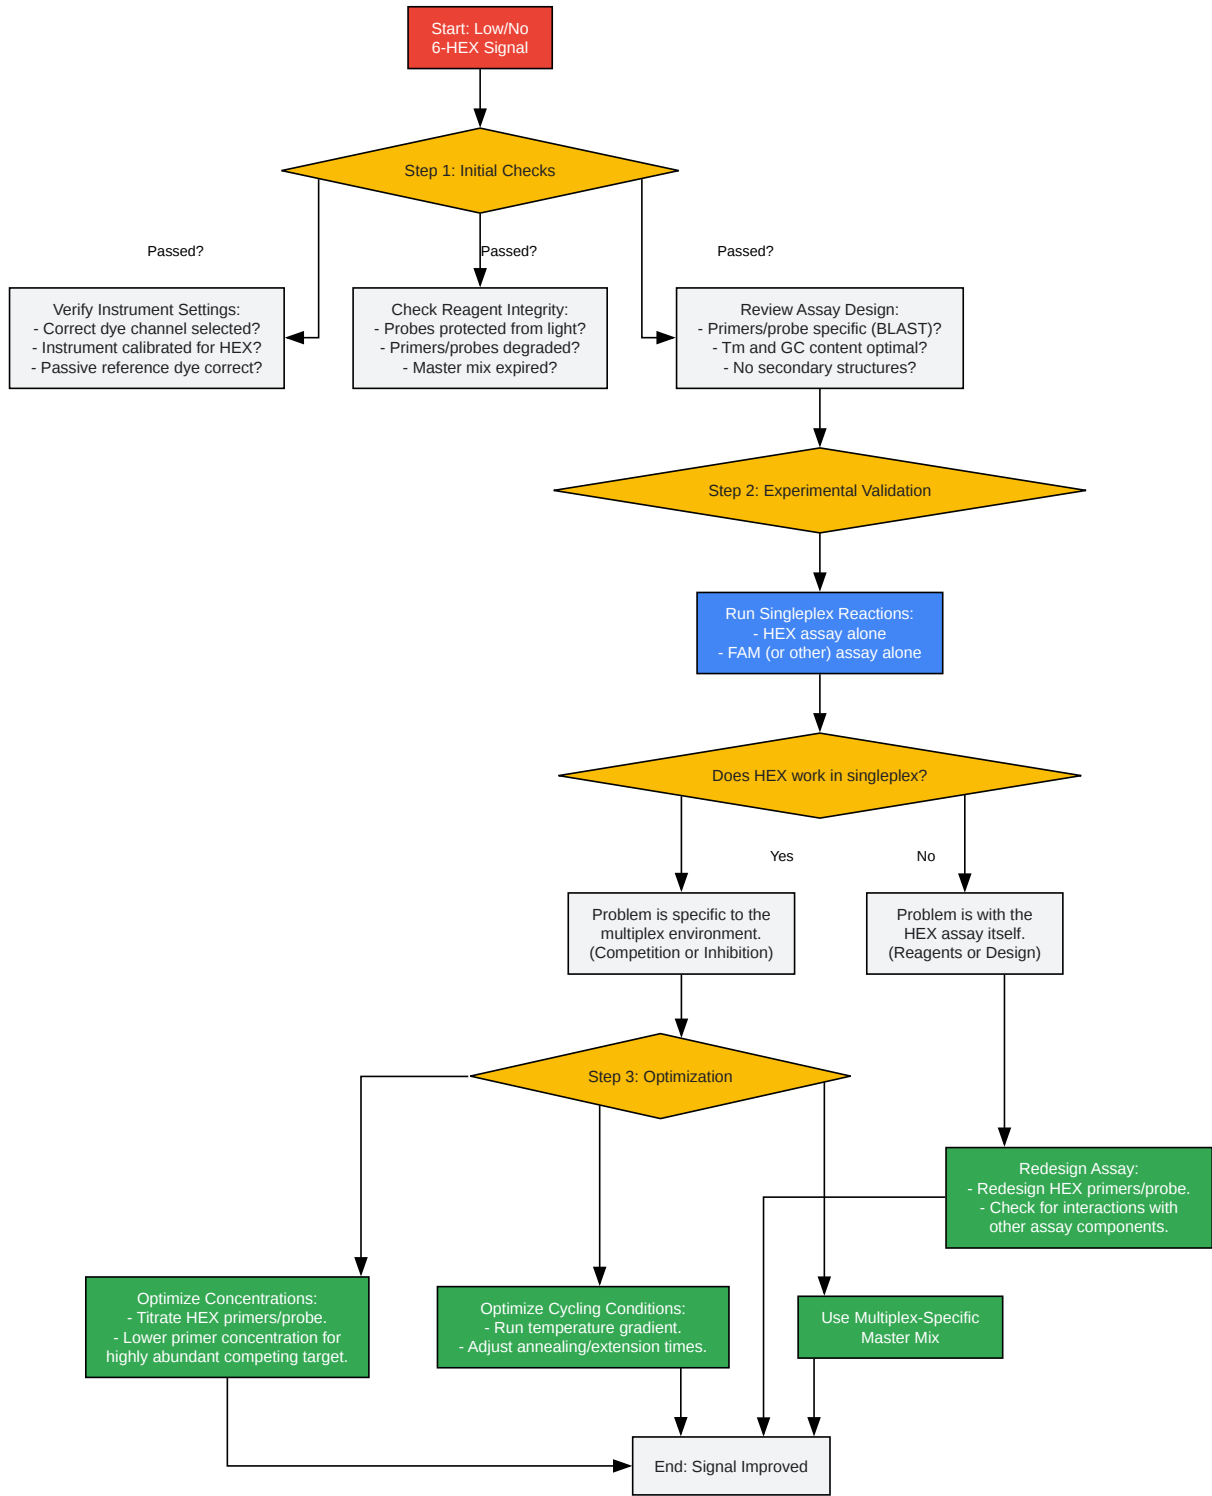 Start: Low/No
6-HEX Signal
Step 1: Initial Checks
Passed?
Passed?
Passed?
Verify Instrument Settings:
- Correct dye channel selected?
- Instrument calibrated for HEX?
- Passive reference dye correct?
Check Reagent Integrity:
- Probes protected from light?
- Primers/probes degraded?
- Master mix expired?
Review Assay Design:
- Primers/probe specific (BLAST)?
- Tm and GC content optimal?
- No secondary structures?
Step 2: Experimental Validation
Run Singleplex Reactions:
- HEX assay alone
- FAM (or other) assay alone
Does HEX work in singleplex?
Yes
No
Problem is specific to the
multiplex environment.
(Competition or Inhibition)
Problem is with the
HEX assay itself.
(Reagents or Design)
Step 3: Optimization
Redesign Assay:
- Redesign HEX primers/probe.
- Check for interactions with
other assay components.
Optimize Concentrations:
- Titrate HEX primers/probe.
- Lower primer concentration for
highly abundant competing target.
Optimize Cycling Conditions:
- Run temperature gradient.
- Adjust annealing/extension times.
Use Multiplex-Specific
Master Mix
End: Signal Improved